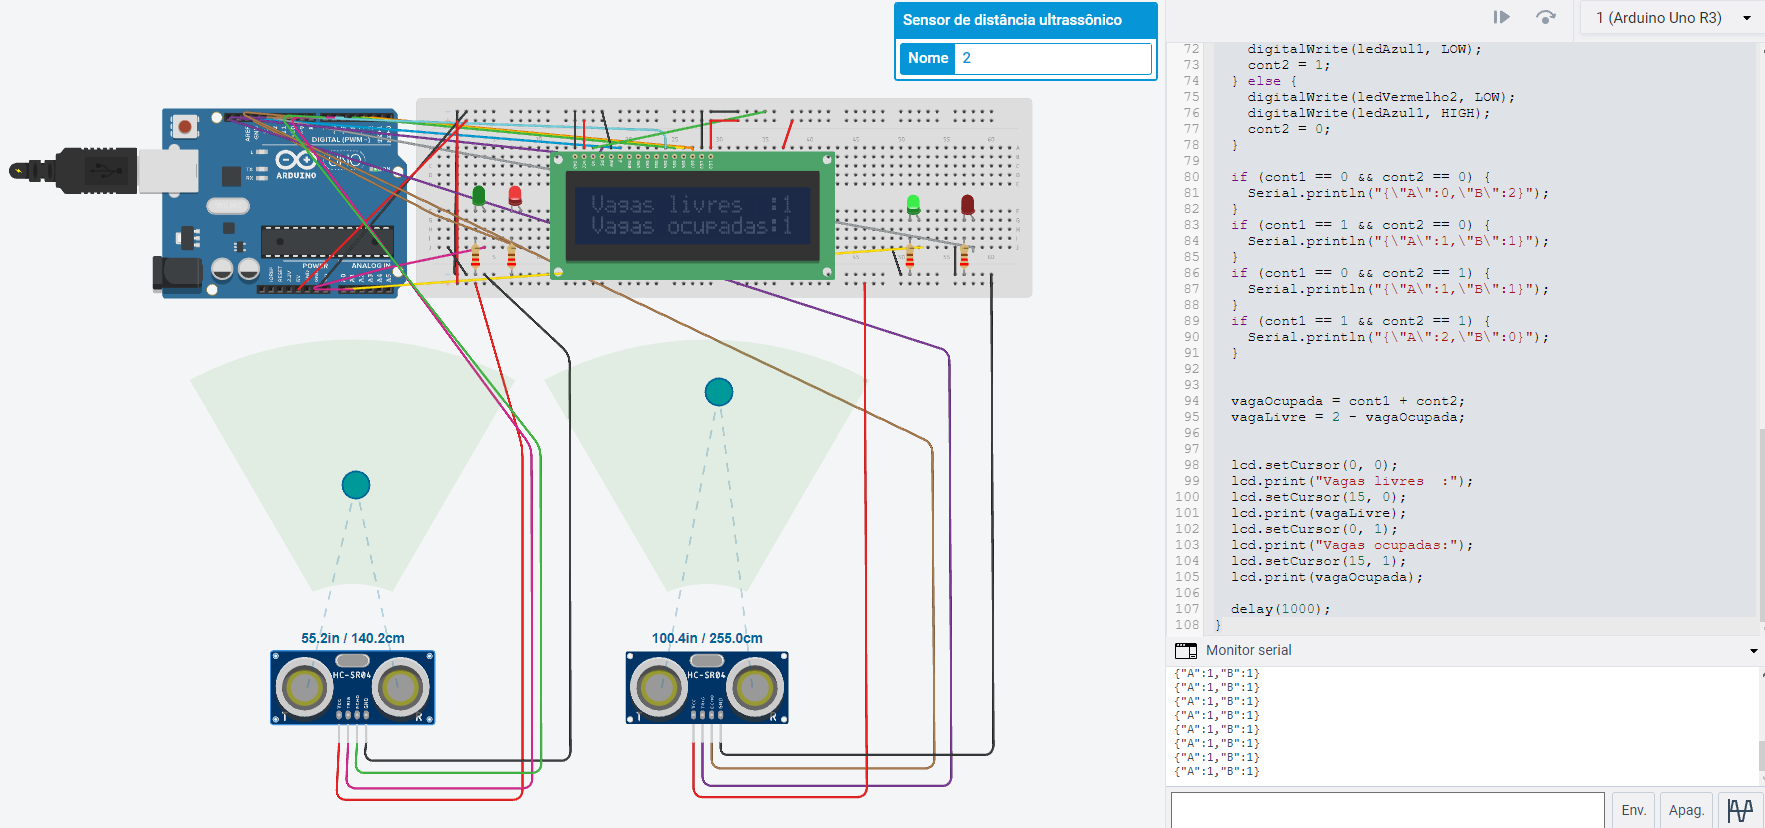 Sensor de distância ultrassônico
Nome 2
1 (Arduino Uno R3)
DIGITAL (PWM~)
UNO
ARDUINO
POWER
ANALOG IN
Vagas livres  :1
Vagas ocupadas:1
55.2in / 140.2cm
100.4in / 255.0cm
HC-SR04
T
R
HC-SR04
T
R
72 digitalWrite(ledAzul1, LOW);
73 cont2 = 1;
74 } else {
75 digitalWrite(ledVermelho2, LOW);
76 digitalWrite(ledAzul1, HIGH);
77 cont2 = 0;
78 }
79
80 if (cont1 == 0 && cont2 == 0) {
81 Serial.println("{\"A\":0,\"B\":2}");
82 }
83 if (cont1 == 1 && cont2 == 0) {
84 Serial.println("{\"A\":1,\"B\":1}");
85 }
86 if (cont1 == 0 && cont2 == 1) {
87 Serial.println("{\"A\":1,\"B\":1}");
88 }
89 if (cont1 == 1 && cont2 == 1) {
90 Serial.println("{\"A\":2,\"B\":0}");
91 }
92
93
94 vagaOcupada = cont1 + cont2;
95 vagaLivre = 2 - vagaOcupada;
96
97
98 lcd.setCursor(0, 0);
99 lcd.print("Vagas livres  :");
100 lcd.setCursor(15, 0);
101 lcd.print(vagaLivre);
102 lcd.setCursor(0, 1);
103 lcd.print("Vagas ocupadas:");
104 lcd.setCursor(15, 1);
105 lcd.print(vagaOcupada);
106
107 delay(1000);
108 }
Monitor serial
{"A":1,"B":1}
{"A":1,"B":1}
{"A":1,"B":1}
{"A":1,"B":1}
{"A":1,"B":1}
{"A":1,"B":1}
{"A":1,"B":1}
{"A":1,"B":1}
Env.
Apag.